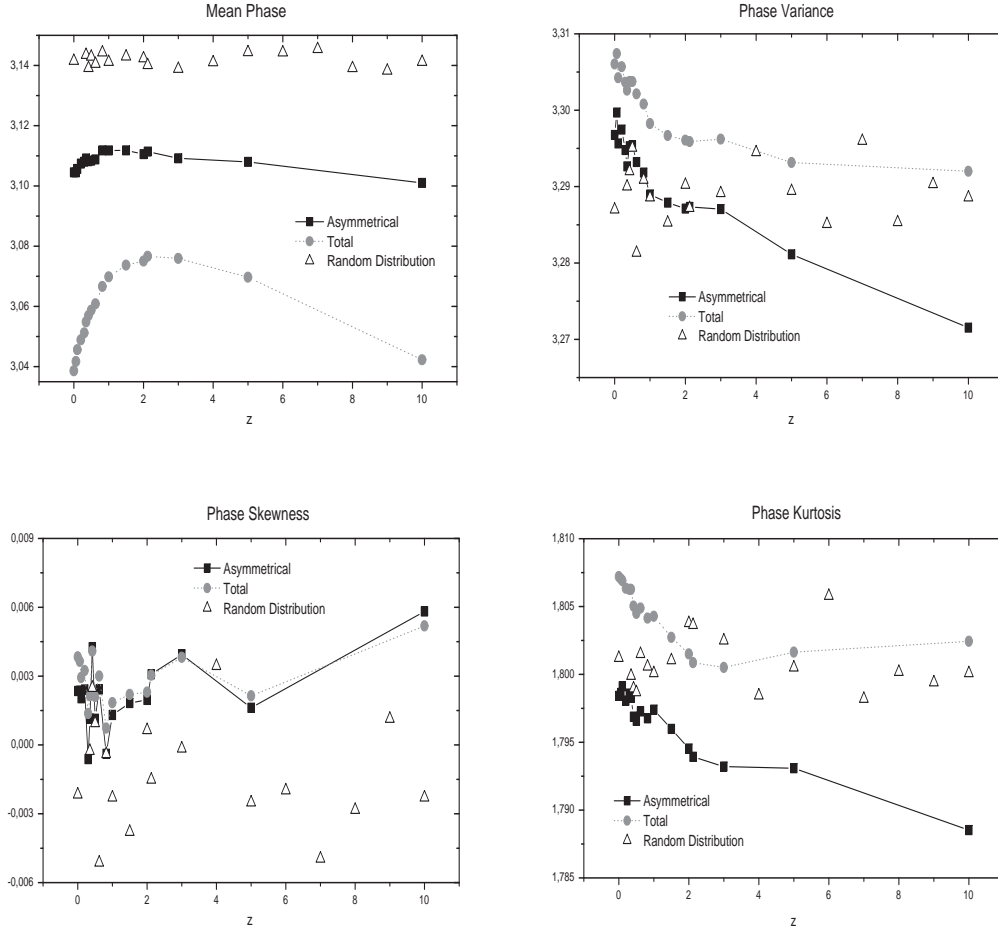 Mean Phase
3,14
3,12
3,10
3,08
3,06
3,04
Asymmetrical
Total
Random Distribution
0 2 4 6 8 10
z
Phase Variance
3,31
3,30
3,29
3,28
3,27
Asymmetrical
Total
Random Distribution
0 2 4 6 8 10
z
Phase Skewness
0,009
0,006
0,003
0,000
-0,003
-0,006
Asymmetrical
Total
Random Distribution
0 2 4 6 8 10
z
Phase Kurtosis
1,810
1,805
1,800
1,795
1,790
1,785
Asymmetrical
Total
Random Distribution
0 2 4 6 8 10
z